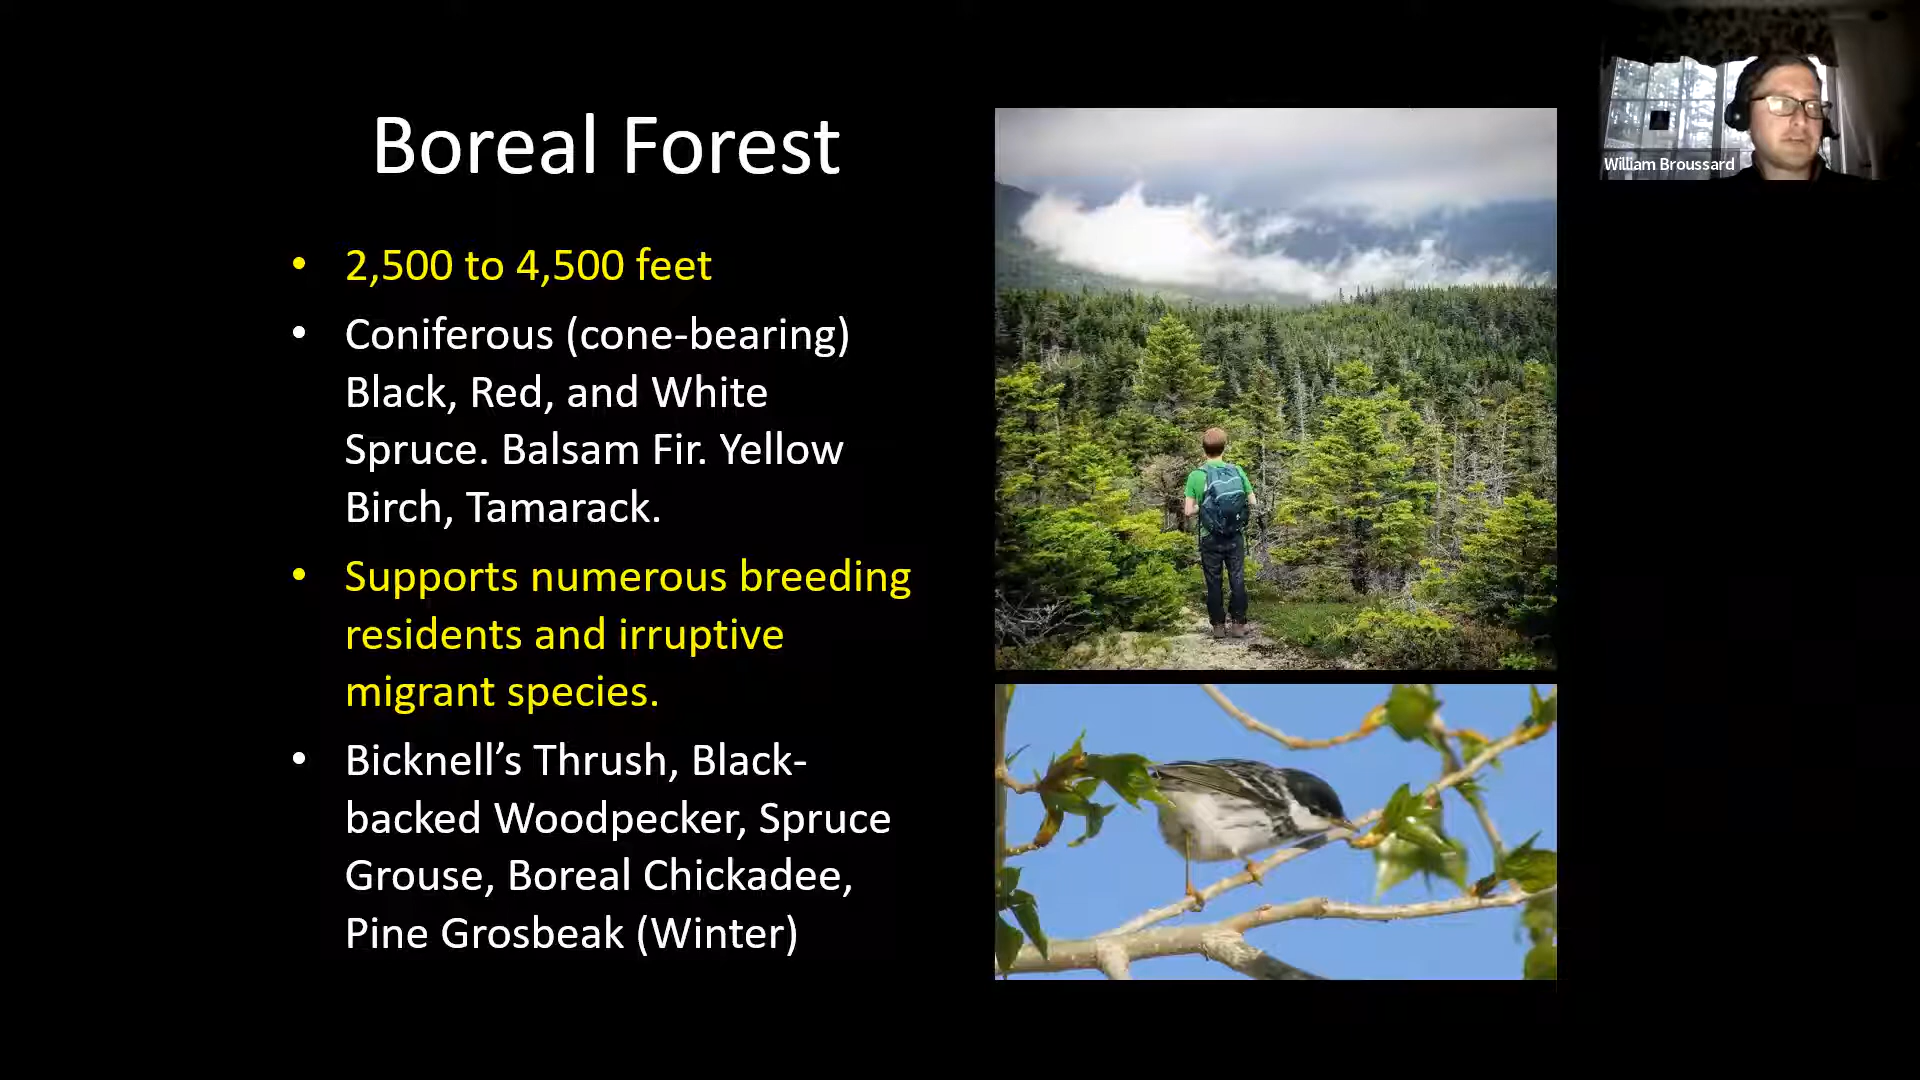 Boreal Forest
• 2,500 to 4,500 feet
• Coniferous (cone-bearing)
Black, Red, and White
Spruce. Balsam Fir. Yellow
Birch, Tamarack.
• Supports numerous breeding
residents and irruptive
migrant species.
• Bicknell’s Thrush, Black-
backed Woodpecker, Spruce
Grouse, Boreal Chickadee,
Pine Grosbeak (Winter)
William Broussard